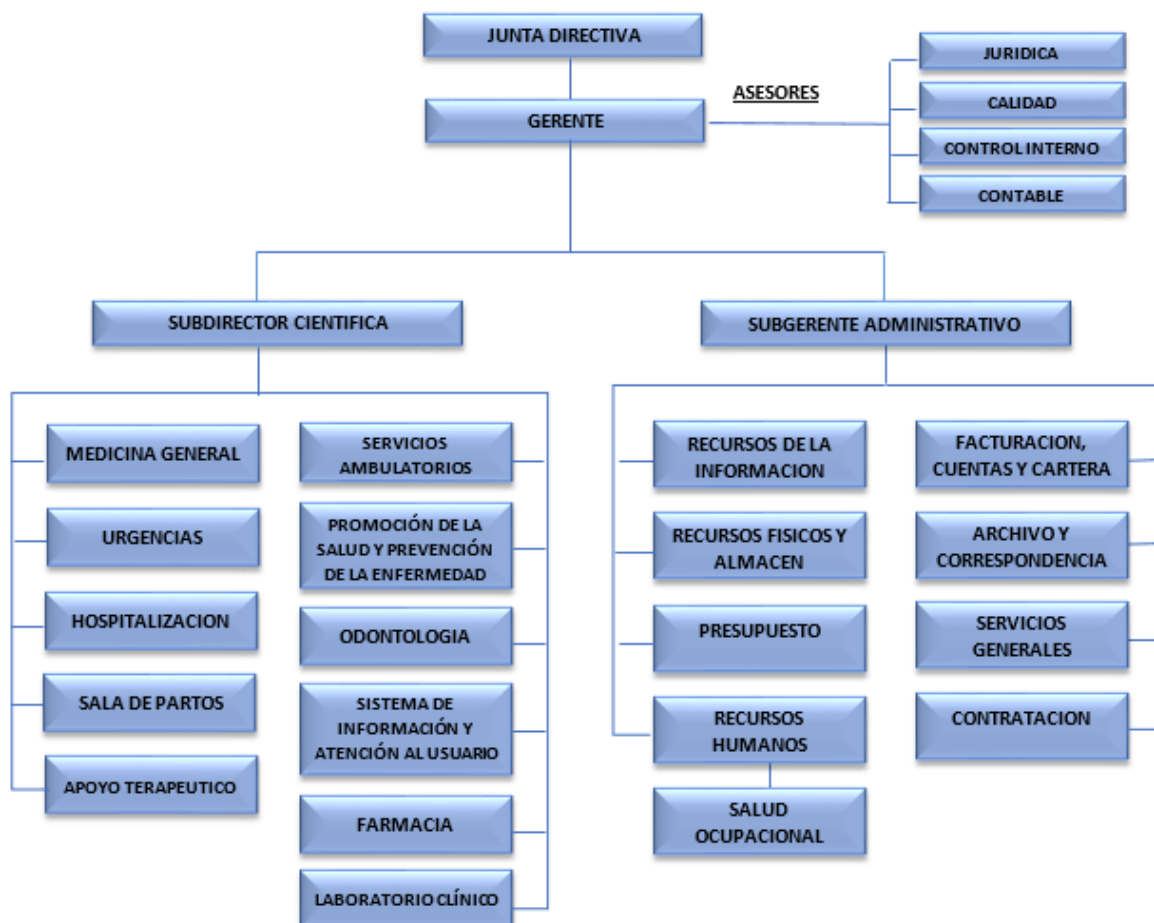 JUNTA DIRECTIVA
GERENTE
ASESORES
JURIDICA
CALIDAD
CONTROL INTERNO
CONTABLE
SUBDIRECTOR CIENTIFICA
SUBGERENTE ADMINISTRATIVO
MEDICINA GENERAL
URGENCIAS
HOSPITALIZACION
SALA DE PARTOS
APOYO TERAPEUTICO
SERVICIOS
AMBULATORIOS
PROMOCIÓN DE LA
SALUD Y PREVENCIÓN
DE LA ENFERMEDAD
ODONTOLOGIA
SISTEMA DE
INFORMACIÓN Y
ATENCIÓN AL USUARIO
FARMACIA
LABORATORIO CLÍNICO
RECURSOS DE LA
INFORMACION
RECURSOS FISICOS Y
ALMACEN
PRESUPUESTO
RECURSOS
HUMANOS
SALUD
OCUPACIONAL
FACTURACION,
CUENTAS Y CARTERA
ARCHIVO Y
CORRESPONDENCIA
SERVICIOS
GENERALES
CONTRATACION